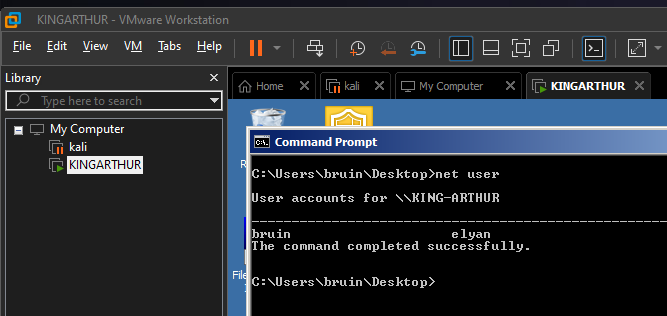 KINGARTHUR - VMware Workstation
File Edit View VM Tabs Help
Library
Type here to search
My Computer
kali
KINGARTHUR
Home kali My Computer KINGARTHUR
R
File
Command Prompt
C:\Users\bruin\Desktop>net user
User accounts for \\KING-ARTHUR
-------------------------------------------------------------------------------
bruin elyan
The command completed successfully.
C:\Users\bruin\Desktop>